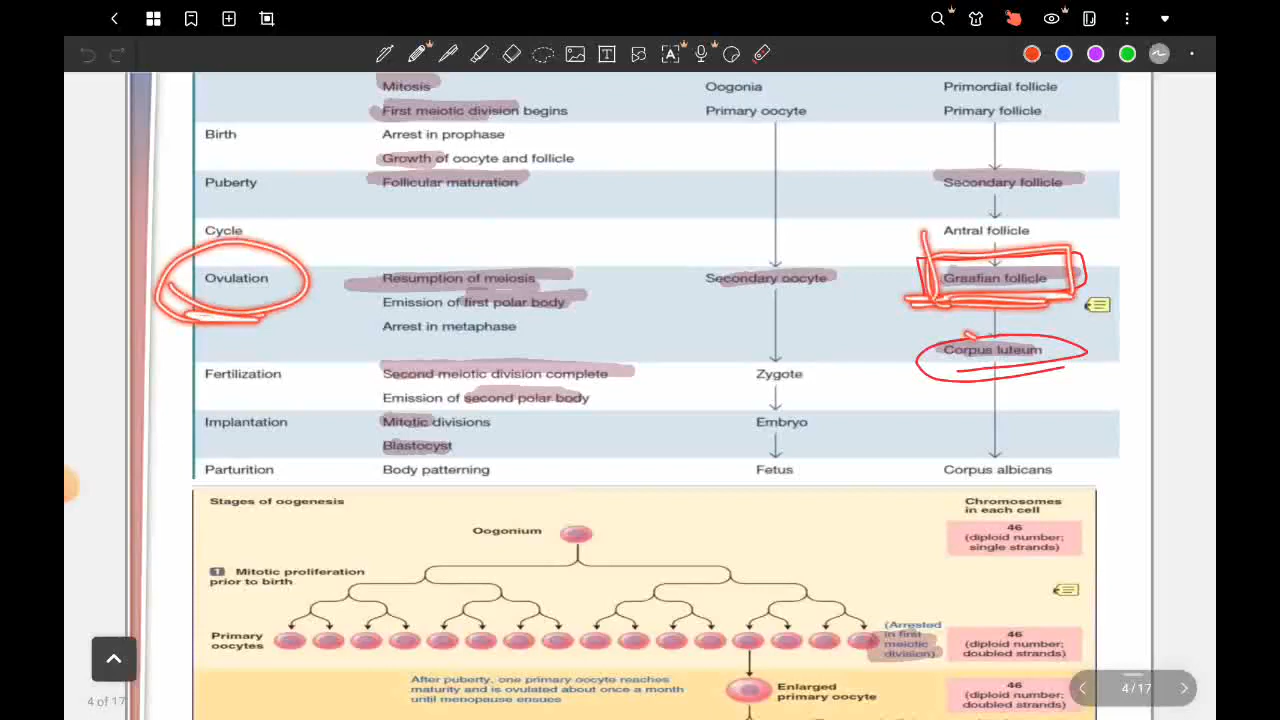 Mitosis Oogonia Primordial follicle
First meiotic division begins Primary oocyte Primary follicle
Birth Arrest in prophase
Growth of oocyte and follicle
Puberty Follicular maturation Secondary follicle
Cycle Antral follicle
Ovulation Resumption of meiosis Secondary oocyte Graafian follicle
Emission of first polar body
Arrest in metaphase
Corpus luteum
Fertilization Second meiotic division complete Zygote
Emission of second polar body
Implantation Mitotic divisions Embryo
Blastocyst
Parturition Body patterning Fetus Corpus albicans
Stages of oogenesis
Chromosomes
in each cell
Oogonium
46
(diploid number;
single strands)
1 Mitotic proliferation
prior to birth
Primary
oocytes
(Arrested
in first
meiotic
division)
46
(diploid number;
doubled strands)
After puberty, one primary oocyte reaches
maturity and is ovulated about once a month
until menopause ensues
Enlarged
primary oocyte
46
(diploid number;
doubled strands)
4 of 17
4/17